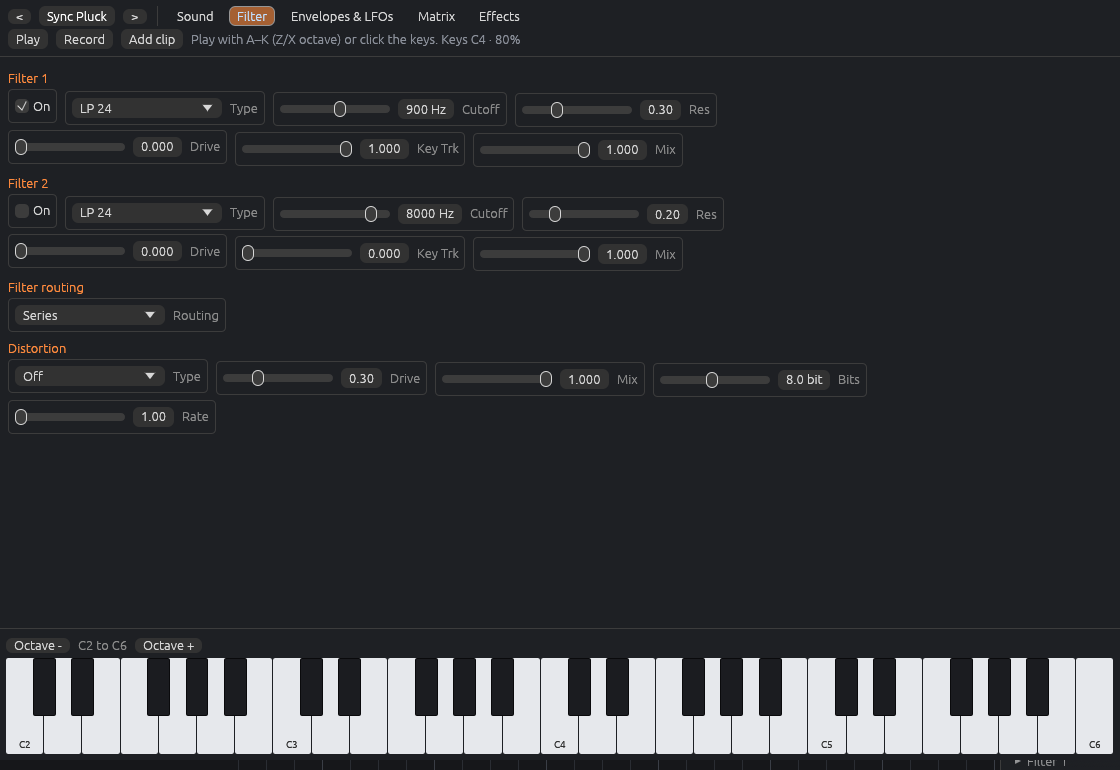 < Sync Pluck > Sound Filter Envelopes & LFOs Matrix Effects
Play Record Add clip Play with A–K (Z/X octave) or click the keys. Keys C4 · 80%
Filter 1
On LP 24 Type 900 Hz Cutoff 0.30 Res
0.000 Drive 1.000 Key Trk 1.000 Mix
Filter 2
On LP 24 Type 8000 Hz Cutoff 0.20 Res
0.000 Drive 0.000 Key Trk 1.000 Mix
Filter routing
Series Routing
Distortion
Off Type 0.30 Drive 1.000 Mix 8.0 bit Bits
1.00 Rate
Octave - C2 to C6 Octave +
C2 C3 C4 C5 C6
Filter 1